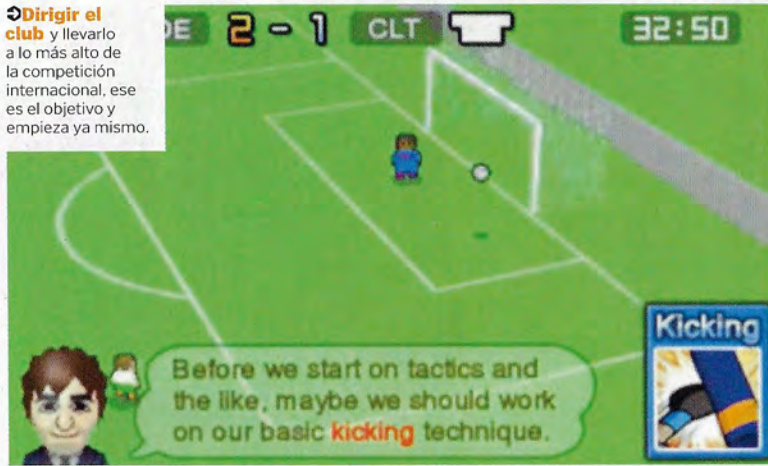 Dirigir el
club y llevarlo
a lo más alto de
la competición
internacional, ese
es el objetivo y
empieza ya mismo.
DE 2 - 1 CLT 32:50
Kicking
Before we start on tactics and
the like, maybe we should work
on our basic kicking technique.